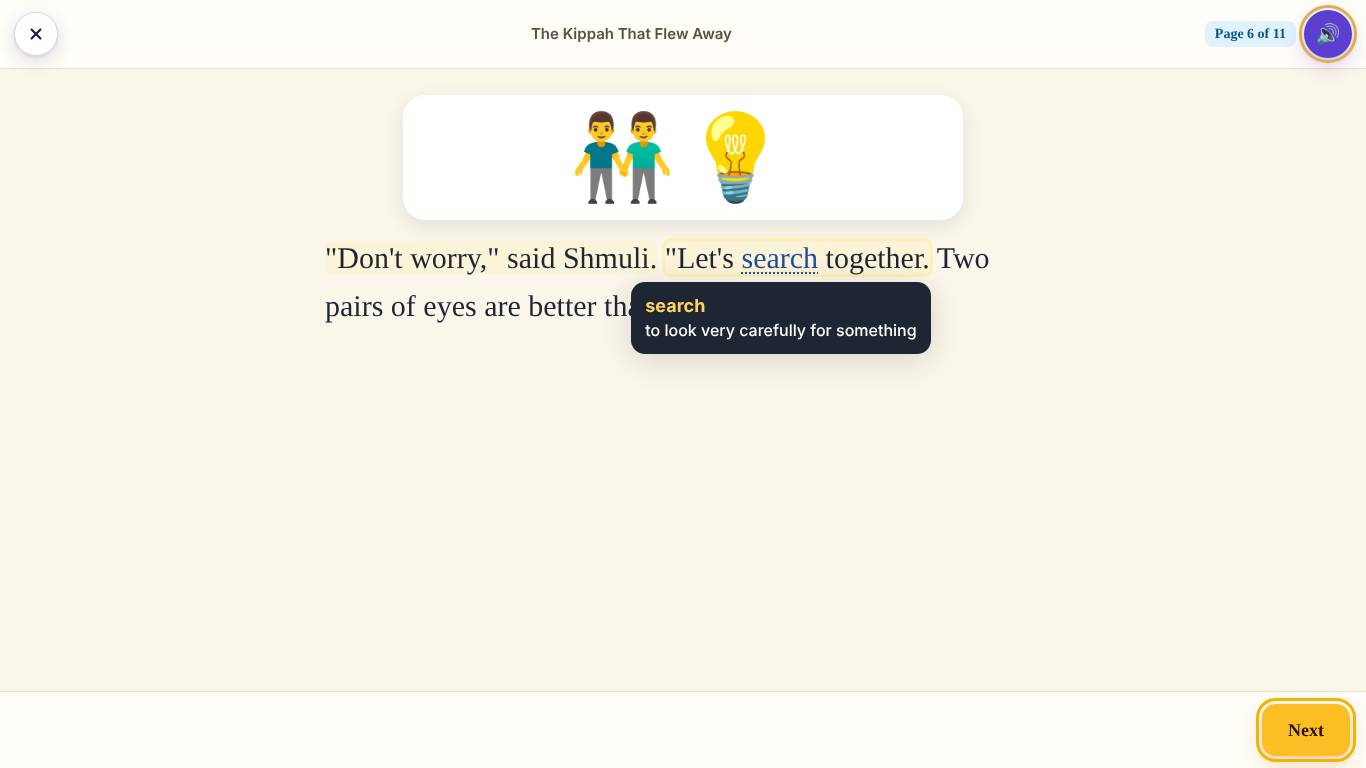 The Kippah That Flew Away
Page 6 of 11
"Don't worry," said Shmuli. "Let's search together. Two
pairs of eyes are better
search
to look very carefully for something
Next